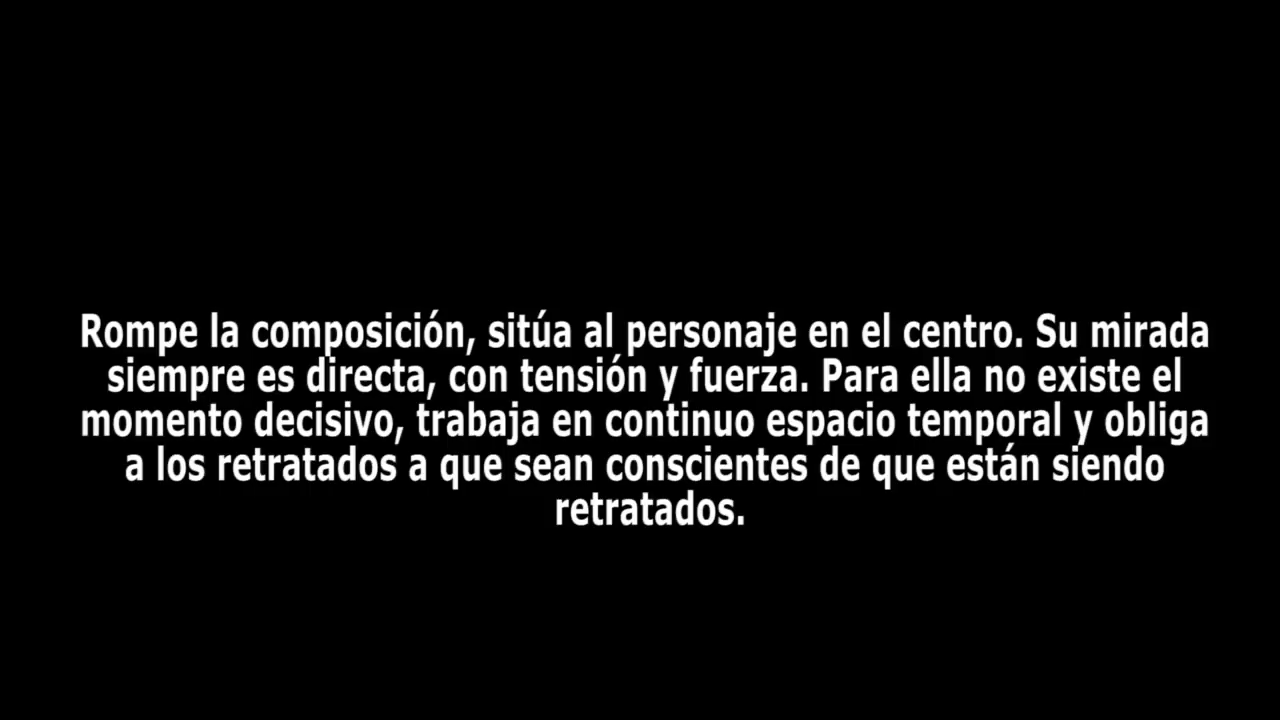 Rompe la composición, sitúa al personaje en el centro. Su mirada
siempre es directa, con tensión y fuerza. Para ella no existe el
momento decisivo, trabaja en continuo espacio temporal y obliga
a los retratados a que sean conscientes de que están siendo
retratados.